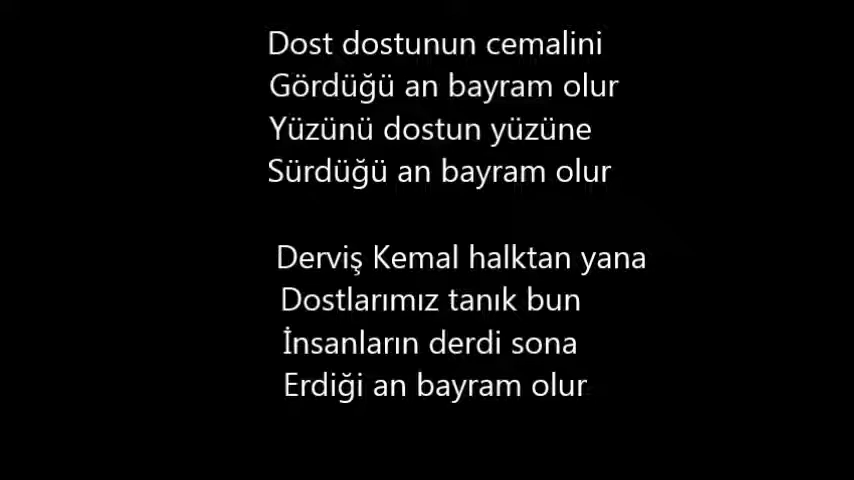 Dost dostunun cemalini
Gördüğü an bayram olur
Yüzünü dostun yüzüne
Sürdüğü an bayram olur
Derviş Kemal halktan yana
Dostlarımız tanık bun
İnsanların derdi sona
Erdiği an bayram olur